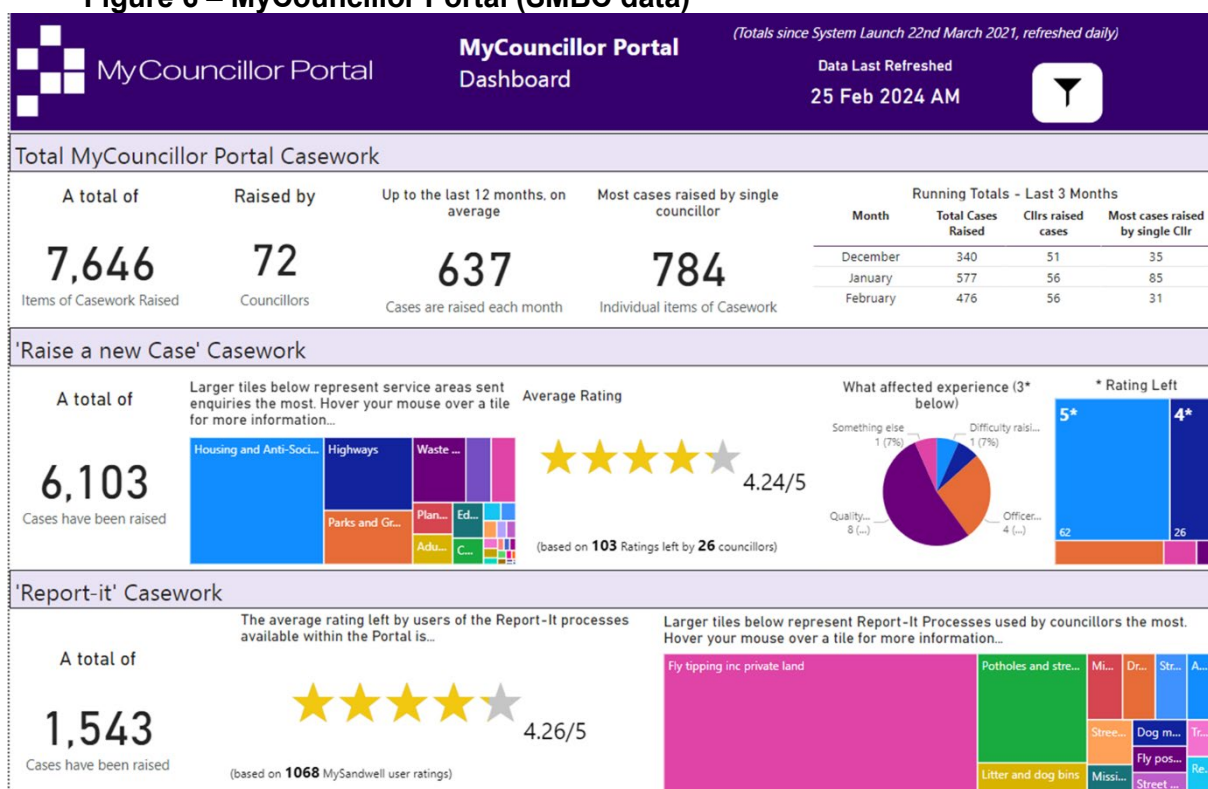 Figure 6 – MyCouncillor Portal (SMBC data)
MyCouncillor Portal
MyCouncillor Portal
Dashboard
(Totals since System Launch 22nd March 2021, refreshed daily)
Data Last Refreshed
25 Feb 2024 AM
Total MyCouncillor Portal Casework
A total of
7,646
Items of Casework Raised
Raised by
72
Councillors
Up to the last 12 months, on
average
637
Cases are raised each month
Most cases raised by single
councillor
784
Individual items of Casework
Running Totals - Last 3 Months
Month Total Cases Raised Cllrs raised cases Most cases raised by single Cllr
December 340 51 35
January 577 56 85
February 476 56 31
'Raise a new Case' Casework
A total of
6,103
Cases have been raised
Larger tiles below represent service areas sent
enquiries the most. Hover your mouse over a tile
for more information...
Housing and Anti-Soci...
Highways
Parks and Gr...
Waste ...
Plan...
Ed...
Adu...
C...
Average Rating
4.24/5
(based on 103 Ratings left by 26 councillors)
What affected experience (3*
below)
Something else
1 (7%)
Difficulty raisi...
1 (7%)
Quality...
8 (...)
Officer...
4 (...)
* Rating Left
5*
62
4*
26
'Report-it' Casework
A total of
1,543
Cases have been raised
The average rating left by users of the Report-It processes
available within the Portal is...
4.26/5
(based on 1068 MySandwell user ratings)
Larger tiles below represent Report-It Processes used by councillors the most.
Hover your mouse over a tile for more information...
Fly tipping inc private land
Potholes and stre...
Litter and dog bins
Mi...
Dr...
Str...
A...
Stree...
Dog m...
Tr...
Fly pos...
Missi...
Street ...
Re...